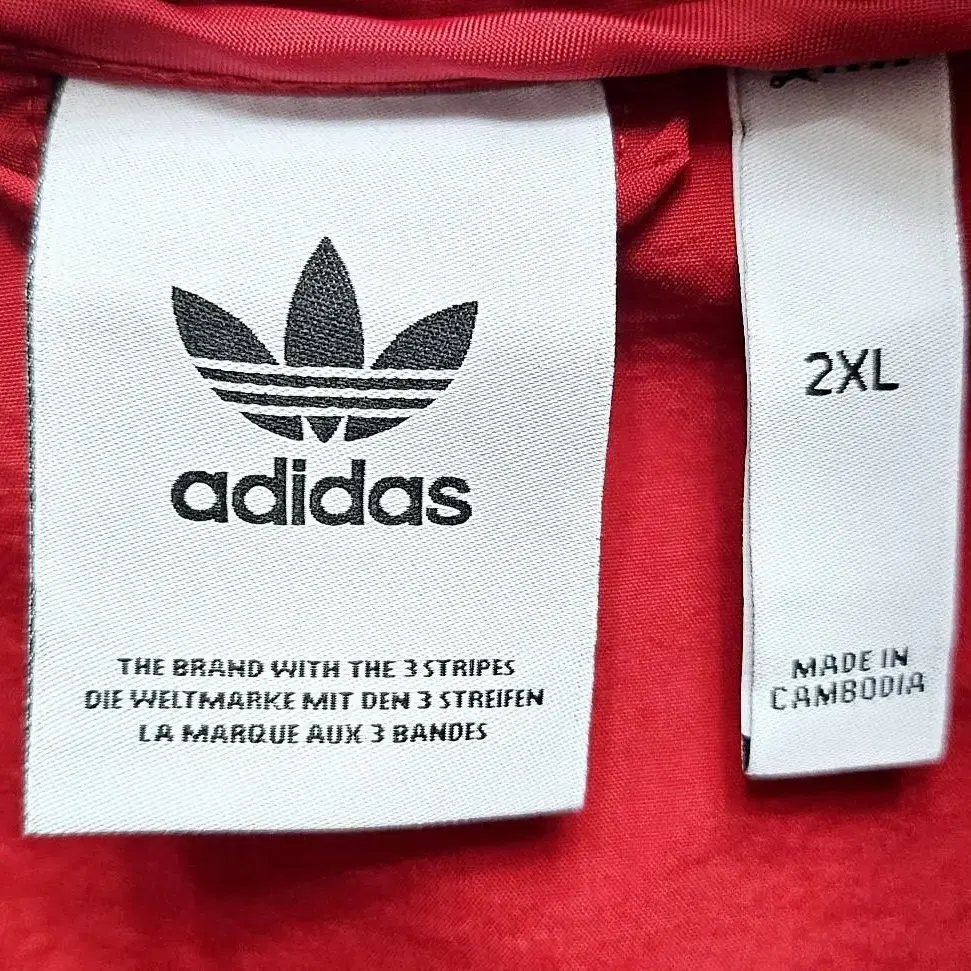 adidas
THE BRAND WITH THE 3 STRIPES
DIE WELTMARKE MIT DEN 3 STREIFEN
LA MARQUE AUX 3 BANDES
2XL
MADE IN
CAMBODIA